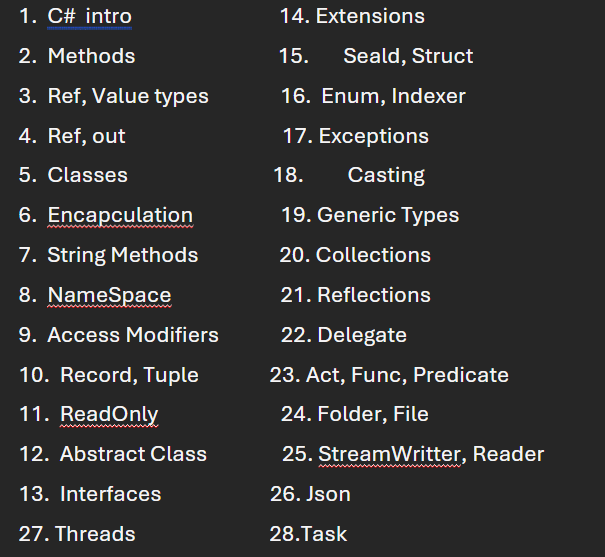 1. C# intro
2. Methods
3. Ref, Value types
4. Ref, out
5. Classes
6. Encapculation
7. String Methods
8. NameSpace
9. Access Modifiers
10. Record, Tuple
11. ReadOnly
12. Abstract Class
13. Interfaces
27. Threads
14. Extensions
15. Seald, Struct
16. Enum, Indexer
17. Exceptions
18. Casting
19. Generic Types
20. Collections
21. Reflections
22. Delegate
23. Act, Func, Predicate
24. Folder, File
25. StreamWritter, Reader
26. Json
28.Task